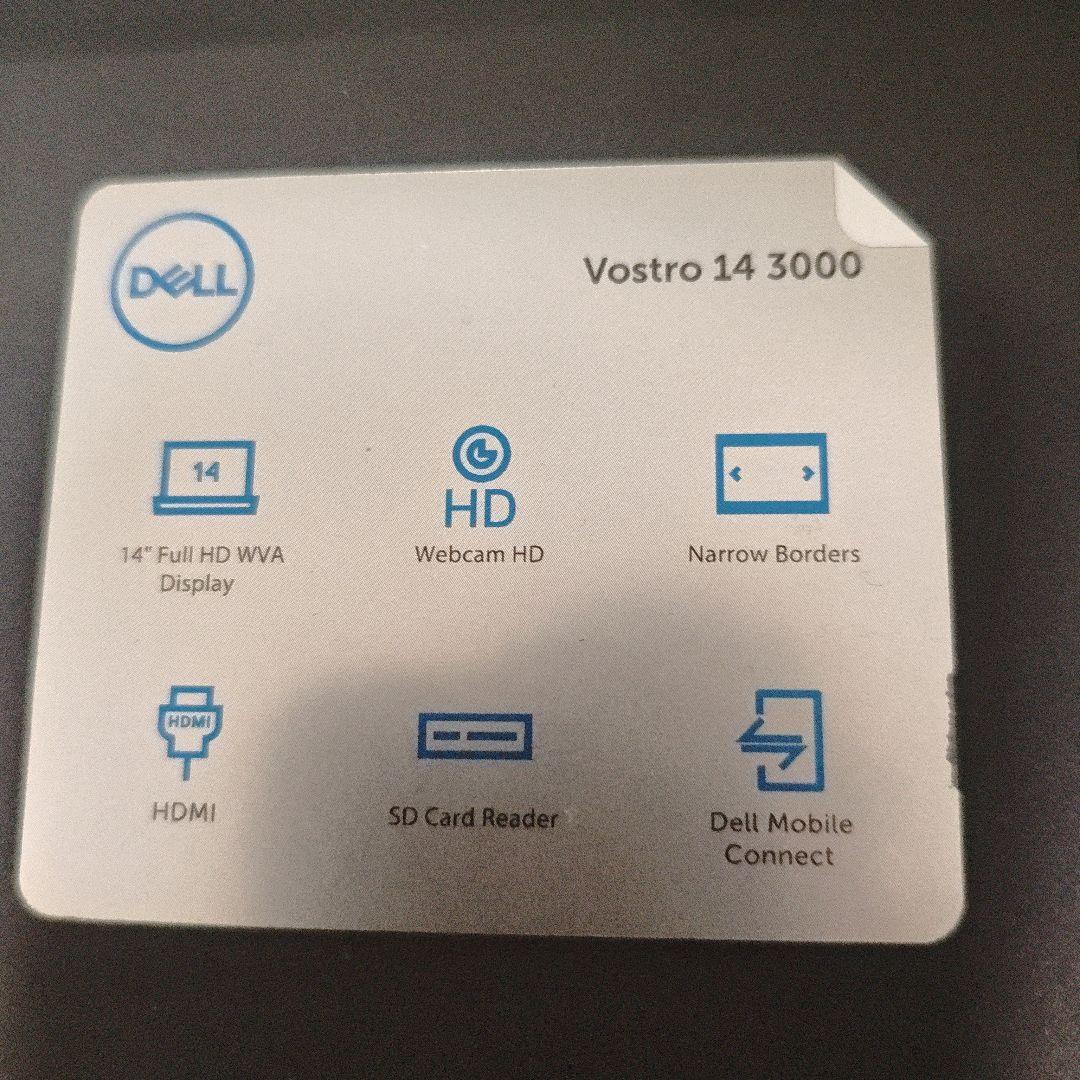 DELL
Vostro 14 3000
14
HD
14" Full HD WVA
Display
Webcam HD
Narrow Borders
HDMI
HDMI
SD Card Reader
Dell Mobile
Connect